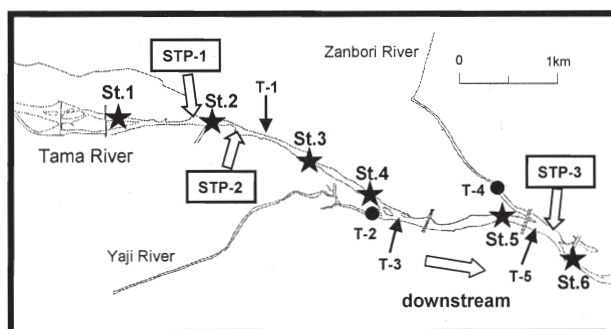 Zanbori River
0 1km
STP-1
T-1
St.1
St.2
St.3
Tama River
STP-2
St.4
STP-3
T-4
T-2
St.5
Yaji River
T-3
T-5
St.6
downstream